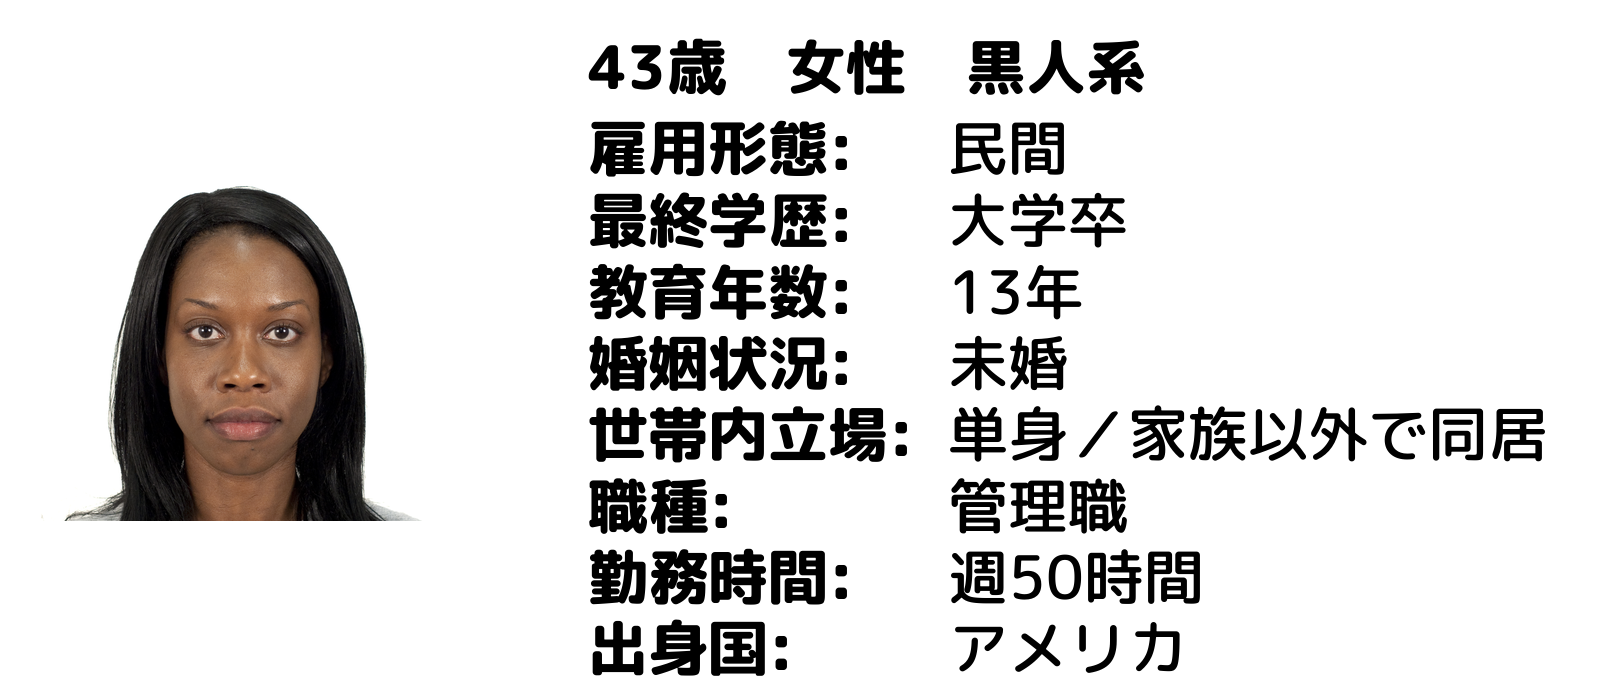 43歳　女性　黒人系
雇用形態: 民間
最終学歴: 大学卒
教育年数: 13年
婚姻状況: 未婚
世帯内立場: 単身／家族以外で同居
職種: 管理職
勤務時間: 週50時間
出身国: アメリカ